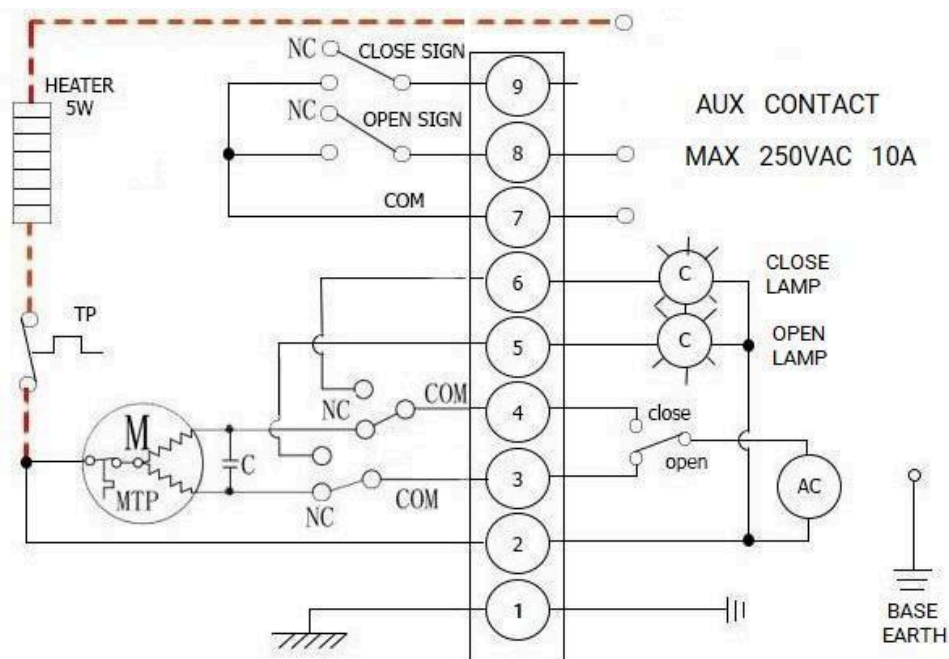 NC
CLOSE SIGN
HEATER
5W
9
AUX CONTACT
NC
OPEN SIGN
8
MAX 250VAC 10A
COM
7
6
C
CLOSE
LAMP
TP
5
C
OPEN
LAMP
NC
COM
4
close
M
C
open
MTP
NC
COM
3
AC
2
1
BASE
EARTH